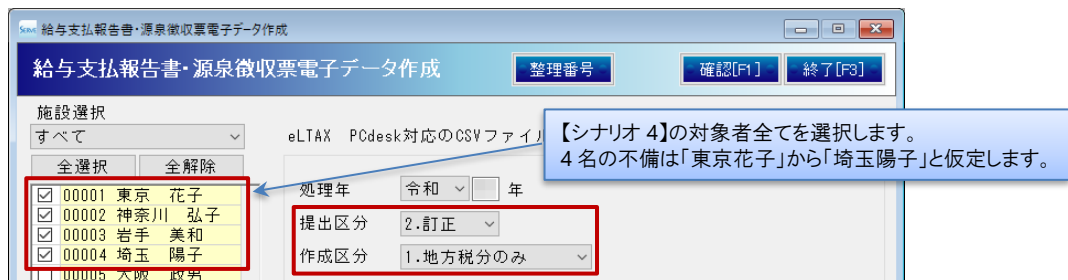 Serve 給与支払報告書・源泉徴収票電子データ作成
給与支払報告書・源泉徴収票電子データ作成
整理番号
確認[F1]
終了[F3]
施設選択
すべて
eLTAX PCdesk対応のCSVファイル
【シナリオ4】の対象者全てを選択します。
4名の不備は「東京花子」から「埼玉陽子」と仮定します。
全選択 全解除
00001 東京 花子
00002 神奈川 弘子
00003 岩手 美和
00004 埼玉 陽子
00005 大阪 政男
処理年 令和 年
提出区分 2.訂正
作成区分 1.地方税分のみ